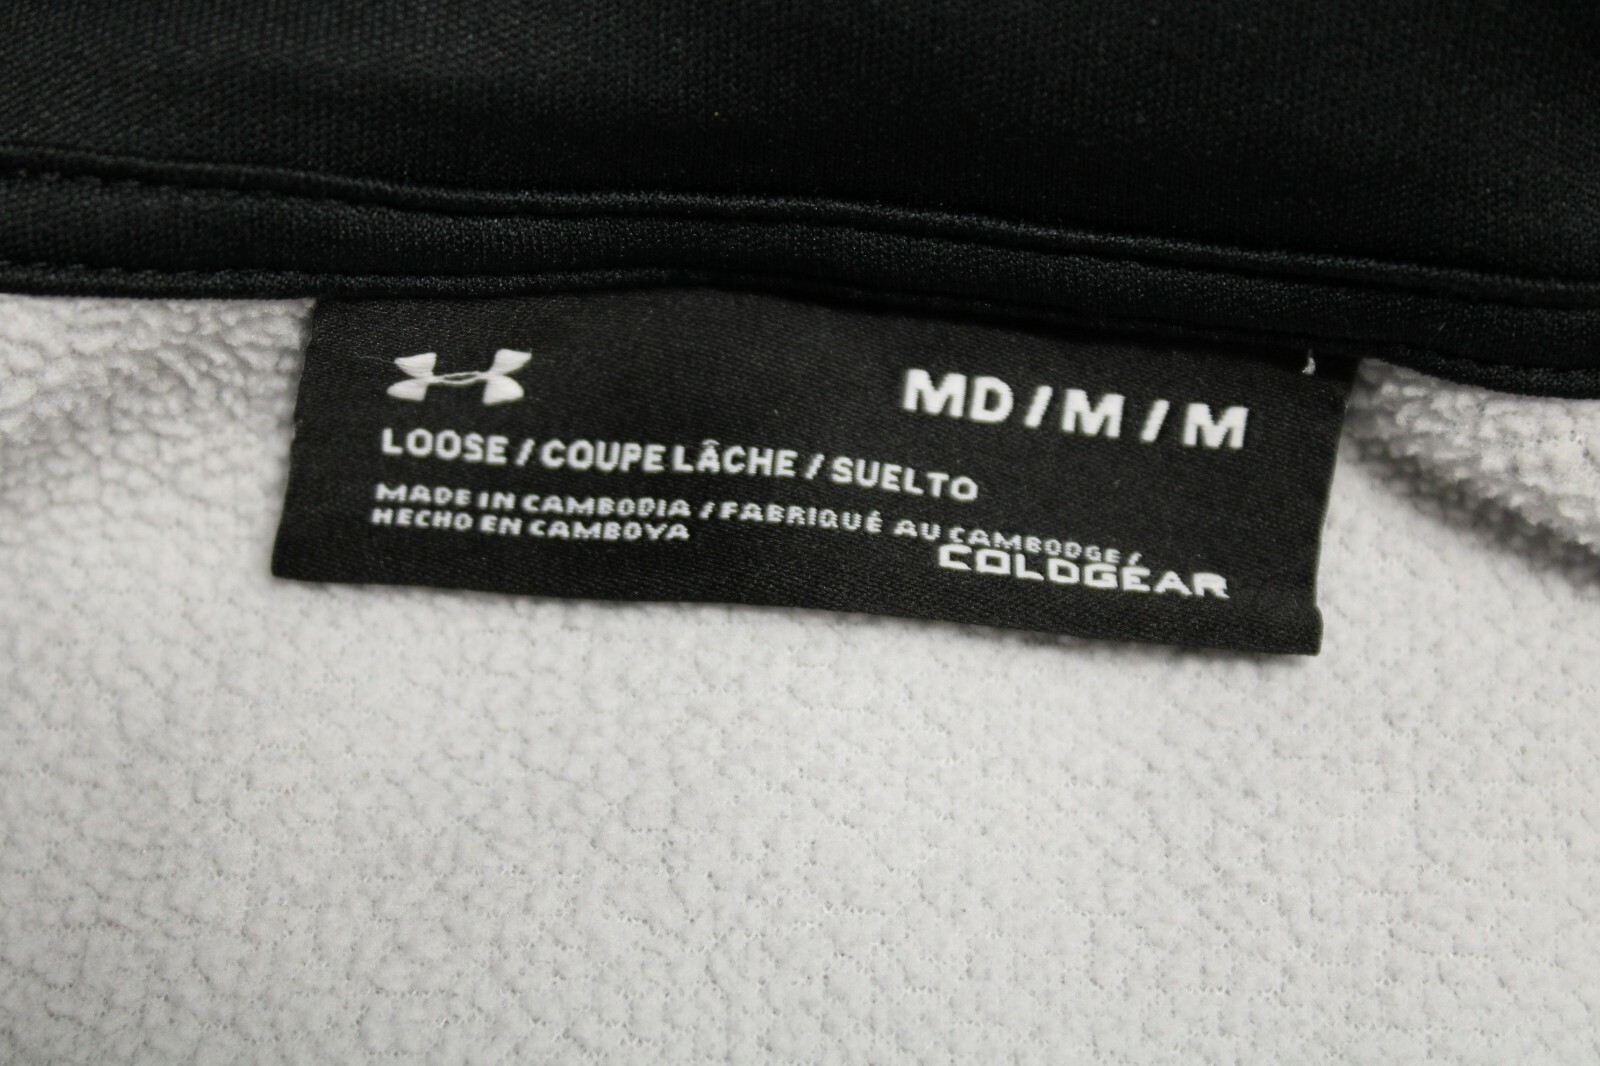 MD / M / M
LOOSE / COUPE LÂCHE / SUELTO
MADE IN CAMBODIA / FABRIQUÉ AU CAMBODGE /
HECHO EN CAMBOYA
COLDGEAR